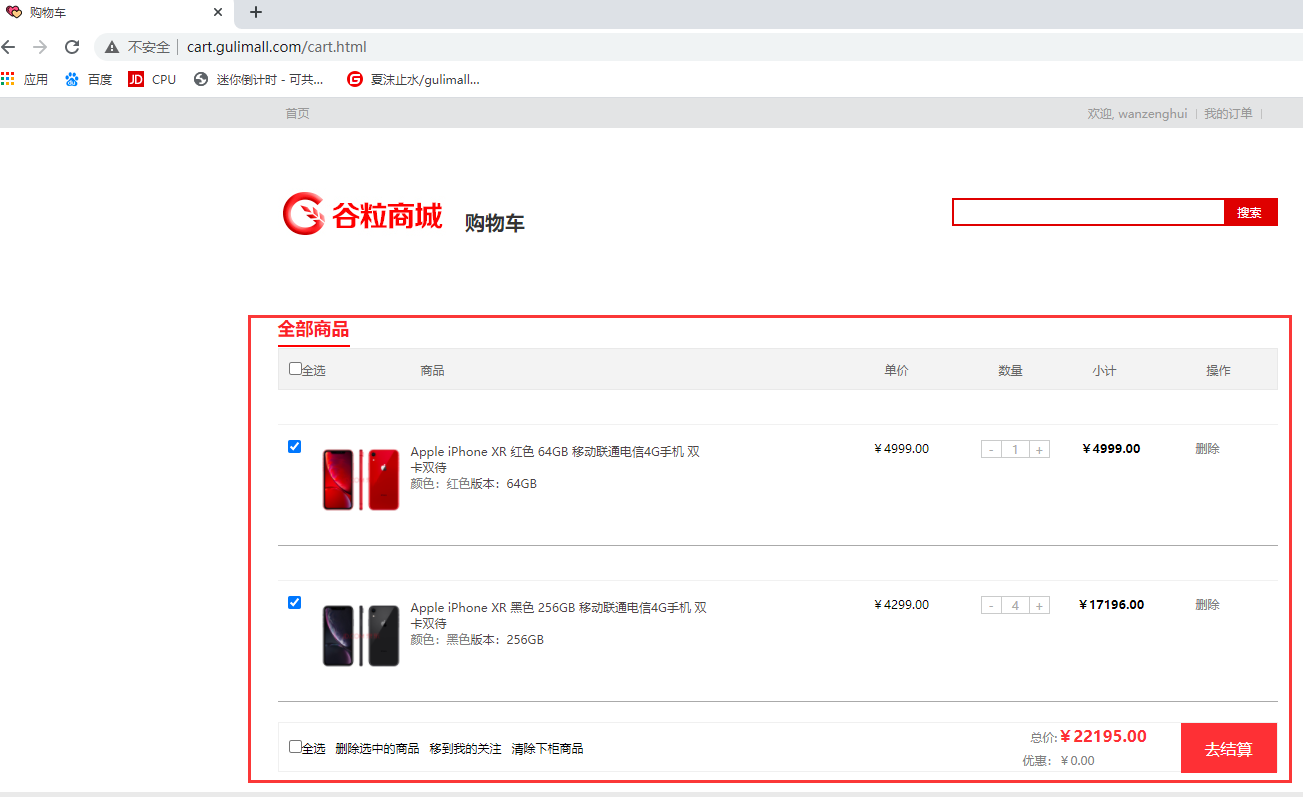 购物车
不安全 cart.gulimall.com/cart.html
应用 百度 JD CPU 迷你倒计时 - 可共... G 夏沫止水/gulimall...
首页 欢迎, wanzenghui 我的订单
谷粒商城 购物车 搜索
全部商品
全选 商品 单价 数量 小计 操作
Apple iPhone XR 红色 64GB 移动联通电信4G手机 双 ¥4999.00 - 1 + ¥4999.00 删除
卡双待
颜色：红色版本：64GB
Apple iPhone XR 黑色 256GB 移动联通电信4G手机 双 ¥4299.00 - 4 + ¥17196.00 删除
卡双待
颜色：黑色版本：256GB
全选 删除选中的商品 移到我的关注 清除下柜商品 总价:¥22195.00 去结算
优惠：¥0.00